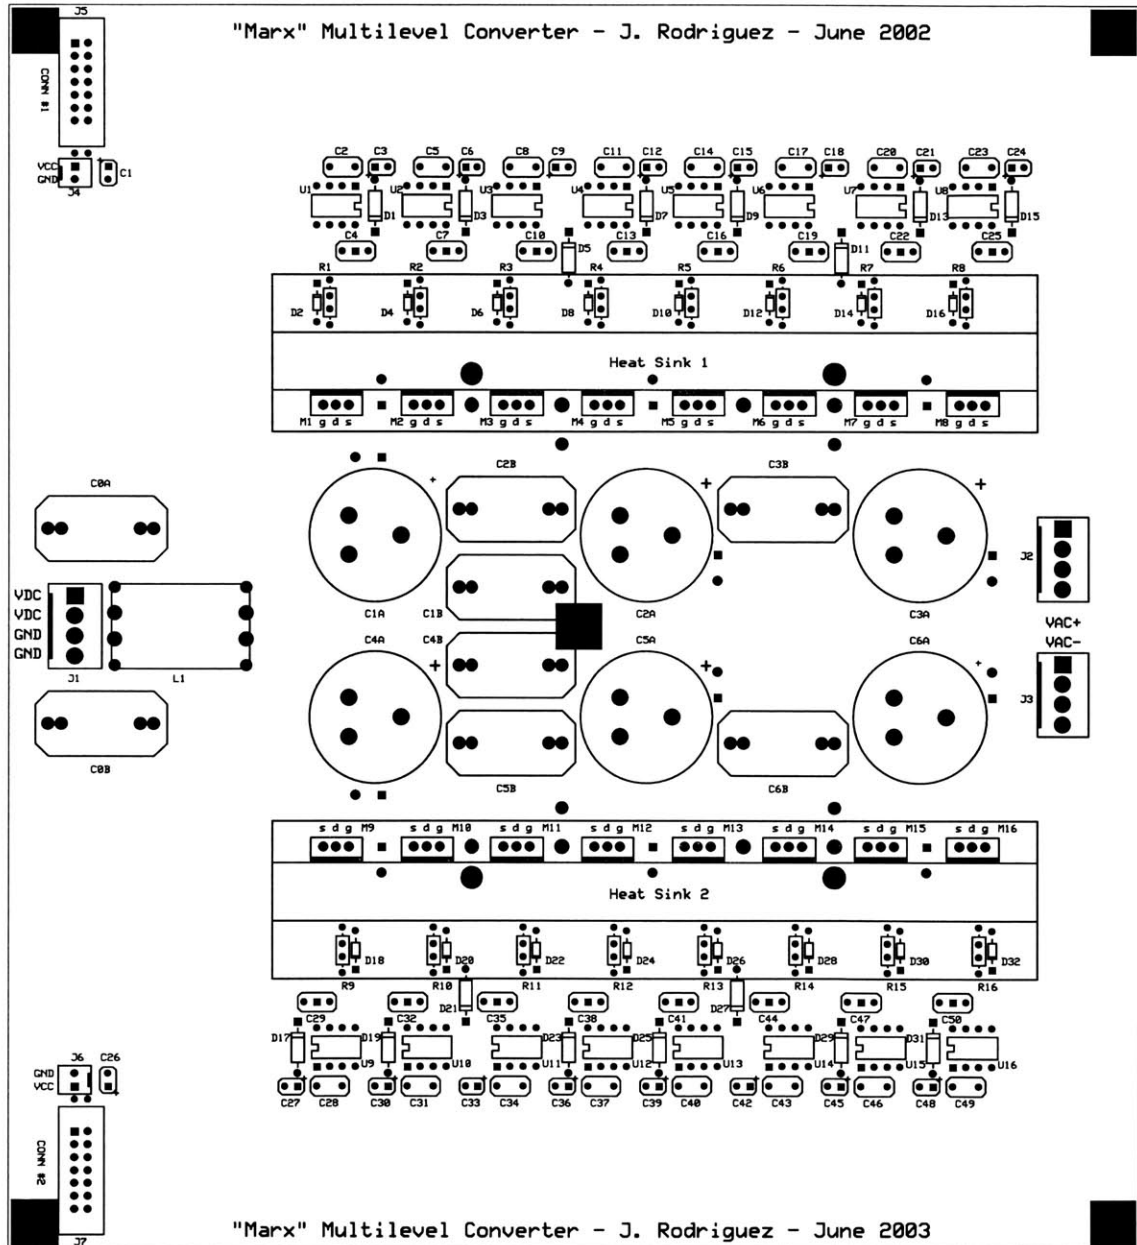 J5
"Marx" Multilevel Converter - J. Rodriguez - June 2002
CONN #1
VCC
GND
J4
C1
C2 C3 C5 C6 C8 C9 C11 C12 C14 C15 C17 C18 C20 C21 C23 C24
U1 U2 U3 U4 U5 U6 U7 U8
D1 D3 D7 D9 D13 D15
C4 C7 C10 D5 C13 C16 C19 D11 C22 C25
R1 R2 R3 R4 R5 R6 R7 R8
D2 D4 D6 D8 D10 D12 D14 D16
Heat Sink 1
M1 g d s M2 g d s M3 g d s M4 g d s M5 g d s M6 g d s M7 g d s M8 g d s
C0A C2B C3B
+ + +
C1A C1B C2A C3A
J2
VDC
VDC
GND
GND
J1 L1
VAC+
VAC-
C4A C4B C5A C6A
+ + +
J3
C0B C5B C6B
s d g M9 s d g M10 s d g M11 s d g M12 s d g M13 s d g M14 s d g M15 s d g M16
Heat Sink 2
D18 D20 D22 D24 D26 D28 D30 D32
R9 R10 R11 R12 R13 R14 R15 R16
C29 C32 D21 C35 C38 C41 D27 C44 C47 C50
D17 D19 D23 D25 D29 D31
U9 U10 U11 U12 U13 U14 U15 U16
C27 C28 C30 C31 C33 C34 C36 C37 C39 C40 C42 C43 C45 C46 C48 C49
J6 C26
GND
VCC
CONN #2
J7
"Marx" Multilevel Converter - J. Rodriguez - June 2003